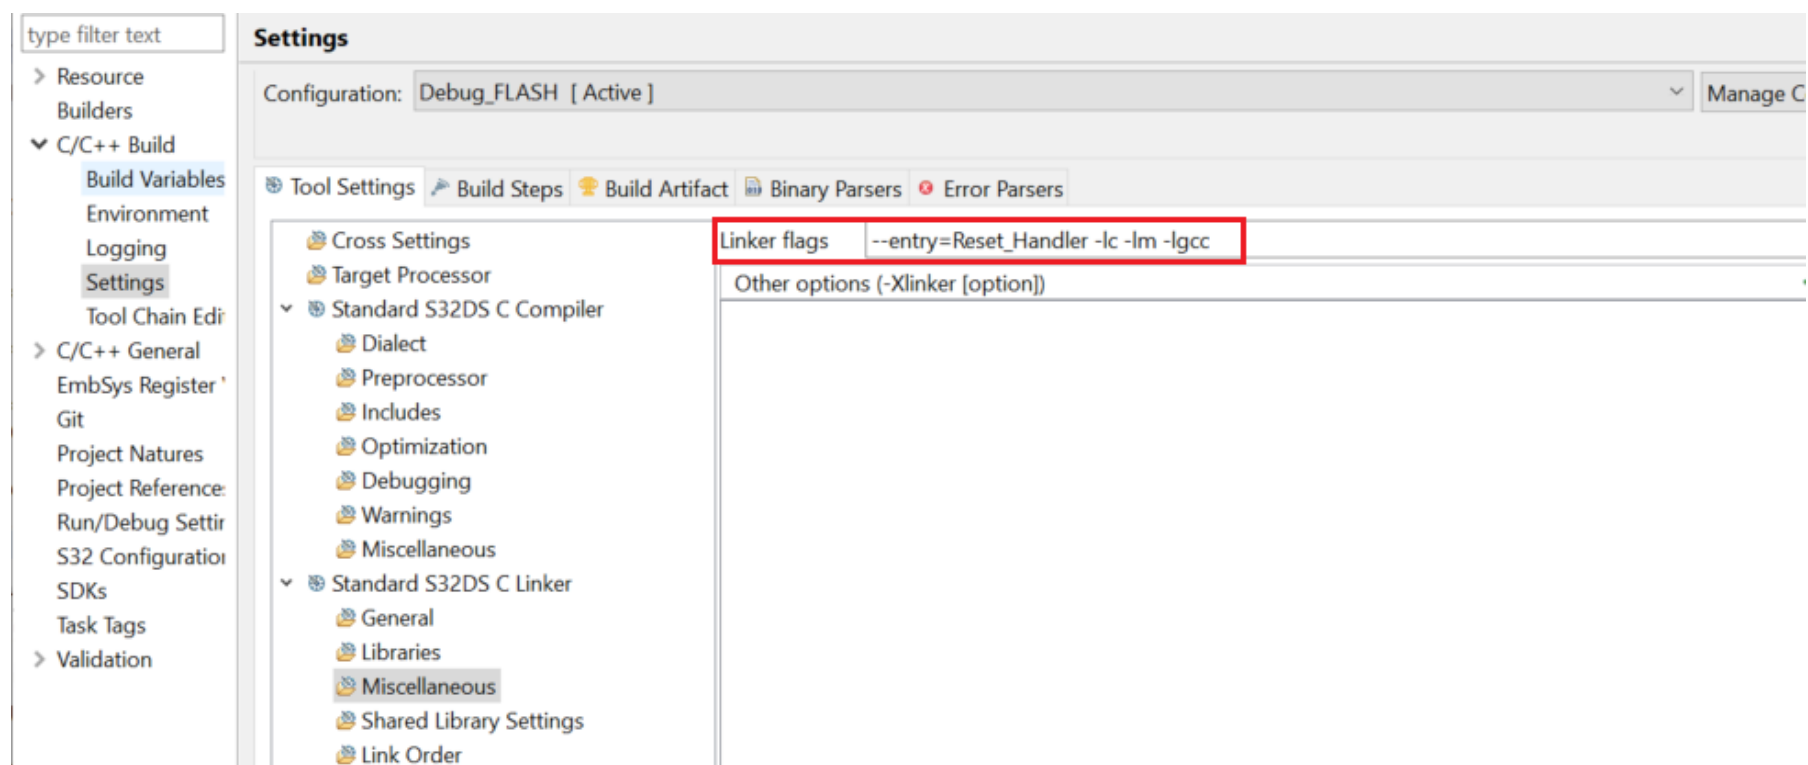 type filter text
Resource
Builders
C/C++ Build
Build Variables
Environment
Logging
Settings
Tool Chain Edi
C/C++ General
EmbSys Register
Git
Project Natures
Project Reference
Run/Debug Settin
S32 Configuration
SDKs
Task Tags
Validation
Settings
Configuration: Debug_FLASH [ Active ] Manage C
Tool Settings Build Steps Build Artifact Binary Parsers Error Parsers
Cross Settings
Target Processor
Standard S32DS C Compiler
Dialect
Preprocessor
Includes
Optimization
Debugging
Warnings
Miscellaneous
Standard S32DS C Linker
General
Libraries
Miscellaneous
Shared Library Settings
Link Order
Linker flags --entry=Reset_Handler -lc -lm -lgcc
Other options (-Xlinker [option])